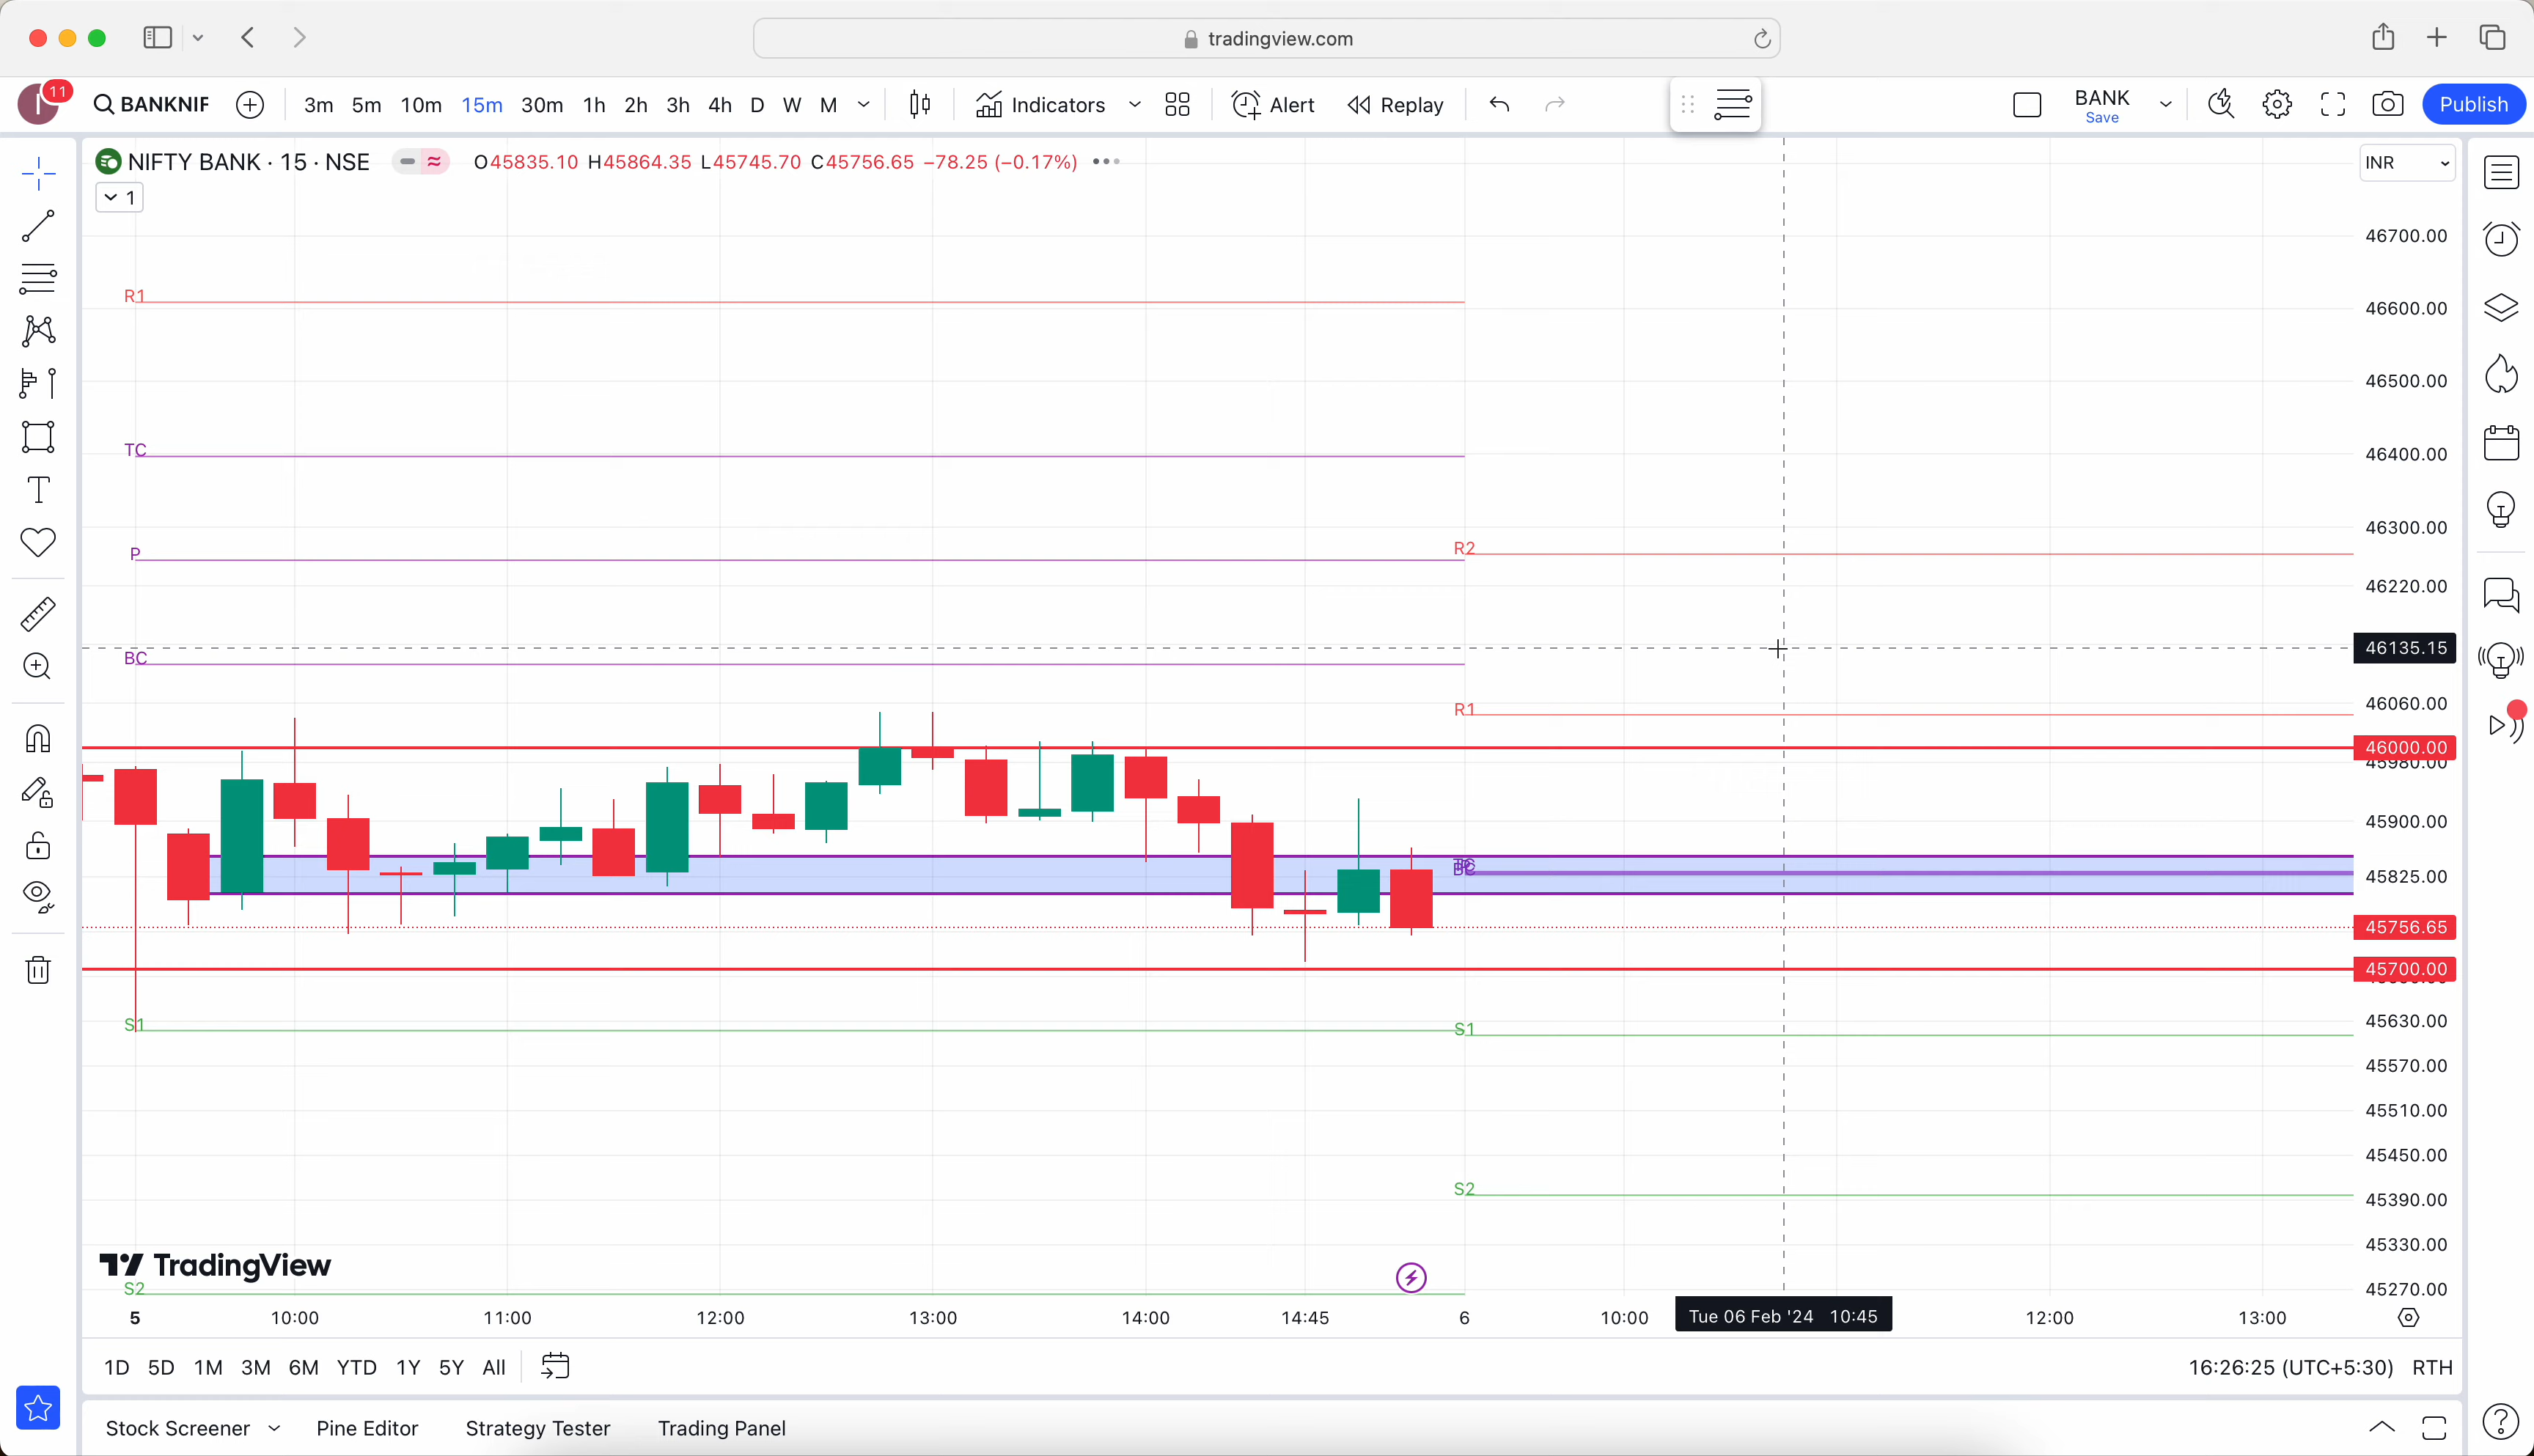 tradingview.com
11
BANKNIF 3m 5m 10m 15m 30m 1h 2h 3h 4h D W M Indicators Alert Replay BANK Publish
Save
NIFTY BANK · 15 · NSE O45835.10 H45864.35 L45745.70 C45756.65 −78.25 (−0.17%) INR
1
46700.00
R1
46600.00
46500.00
TC
46400.00
46300.00
P
R2
46220.00
46135.15
BC
46060.00
R1
46000.00
45980.00
45900.00
45825.00
45756.65
45700.00
S1
S1
45630.00
45570.00
45510.00
45450.00
S2
45390.00
45330.00
TradingView
S2
45270.00
5 10:00 11:00 12:00 13:00 14:00 14:45 6 10:00 Tue 06 Feb '24 10:45 12:00 13:00
1D 5D 1M 3M 6M YTD 1Y 5Y All 16:26:25 (UTC+5:30) RTH
Stock Screener Pine Editor Strategy Tester Trading Panel